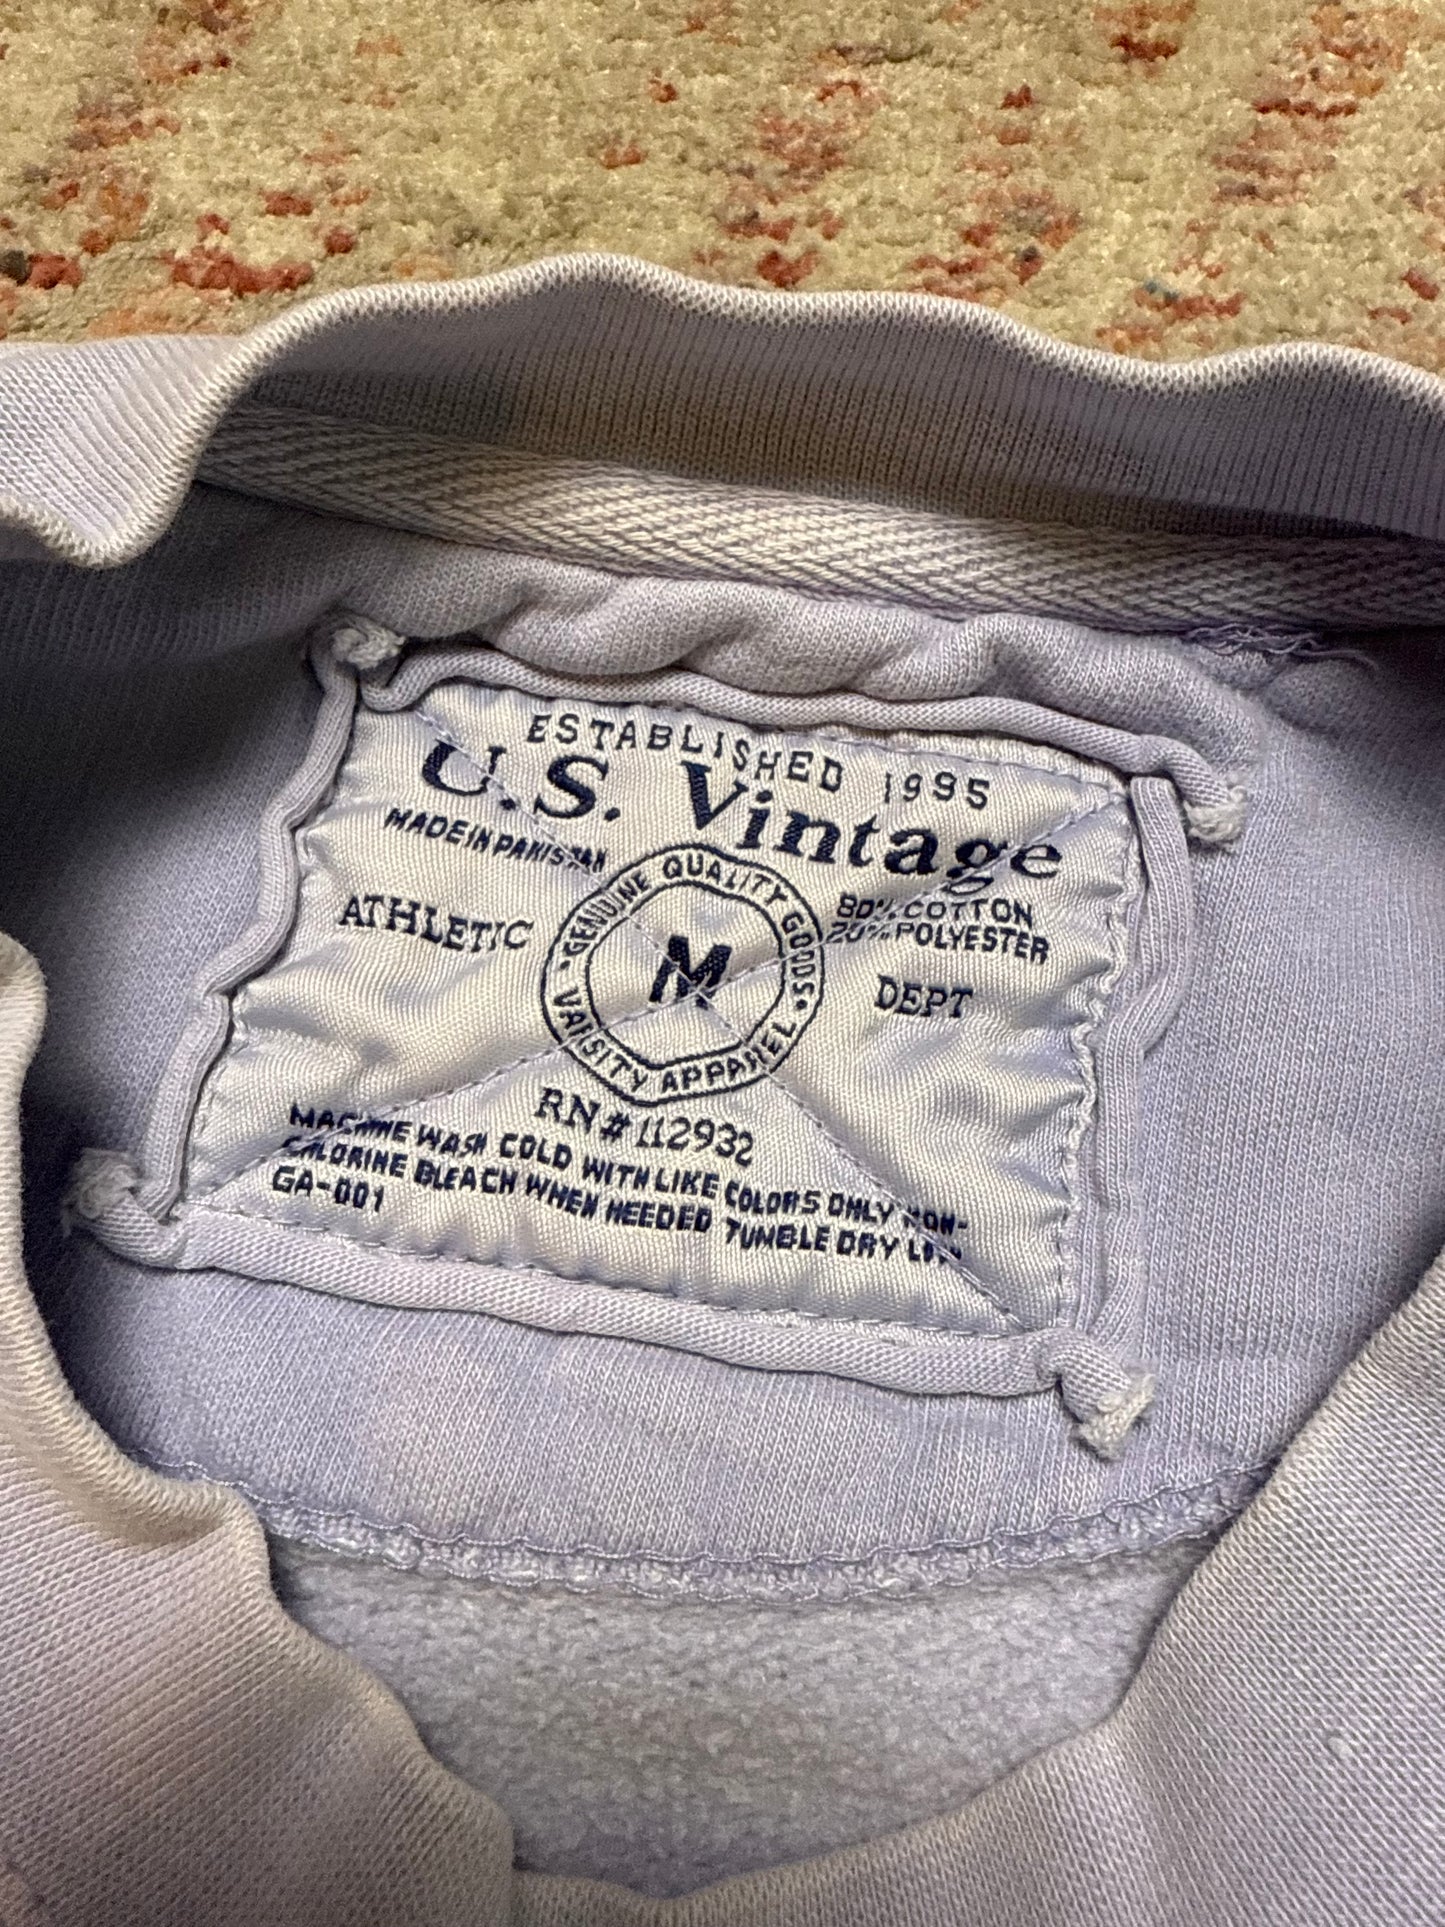 ESTABLISHED 1995
U.S. Vintage
MADE IN PAKISTAN
80% COTTON
20% POLYESTER
ATHLETIC DEPT
GENUINE QUALITY GOODS
M
VARSITY APPAREL
RN# 112932
MACHINE WASH COLD WITH LIKE COLORS ONLY NON-
CHLORINE BLEACH WHEN NEEDED TUMBLE DRY LOW
GA-001